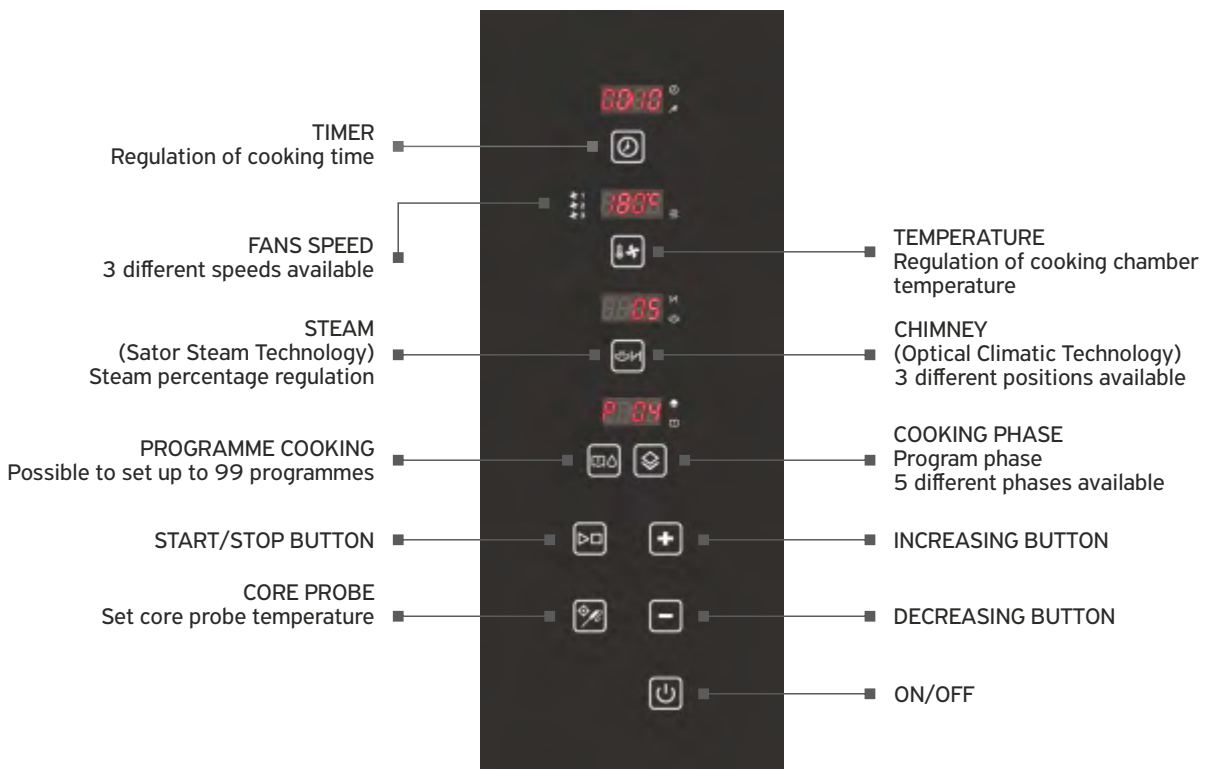 00:10
TIMER
Regulation of cooking time
180°C
FANS SPEED
3 different speeds available
TEMPERATURE
Regulation of cooking chamber
temperature
05
STEAM
(Sator Steam Technology)
Steam percentage regulation
CHIMNEY
(Optical Climatic Technology)
3 different positions available
P 04
PROGRAMME COOKING
Possible to set up to 99 programmes
COOKING PHASE
Program phase
5 different phases available
START/STOP BUTTON
INCREASING BUTTON
CORE PROBE
Set core probe temperature
DECREASING BUTTON
ON/OFF